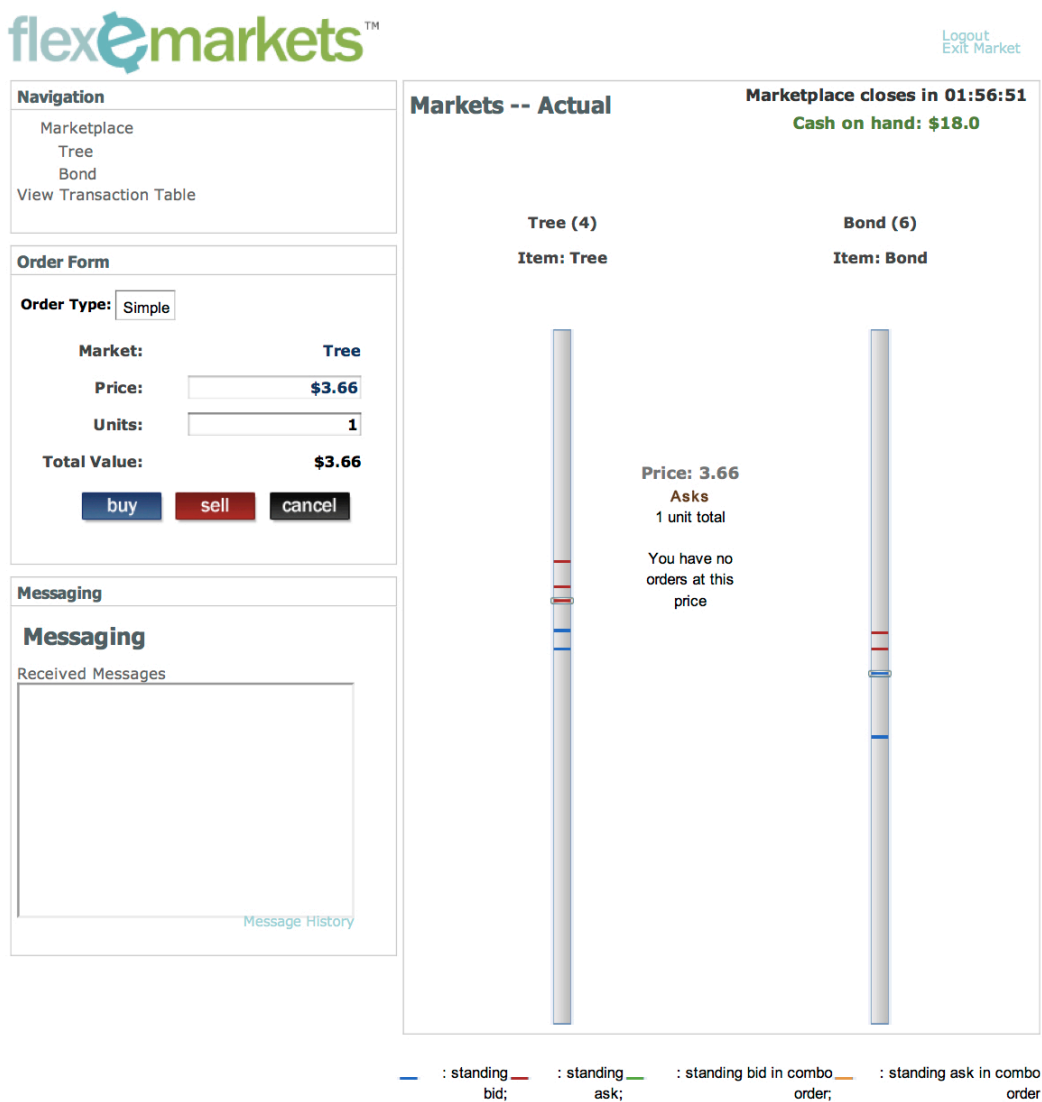 flexemarkets™
Logout
Exit Market
Navigation
Marketplace
Tree
Bond
View Transaction Table
Order Form
Order Type: Simple
Market: Tree
Price: $3.66
Units: 1
Total Value: $3.66
buy sell cancel
Messaging
Messaging
Received Messages
Message History
Markets -- Actual
Marketplace closes in 01:56:51
Cash on hand: $18.0
Tree (4)
Item: Tree
Bond (6)
Item: Bond
Price: 3.66
Asks
1 unit total
You have no
orders at this
price
: standing bid;
: standing ask;
: standing bid in combo order;
: standing ask in combo order